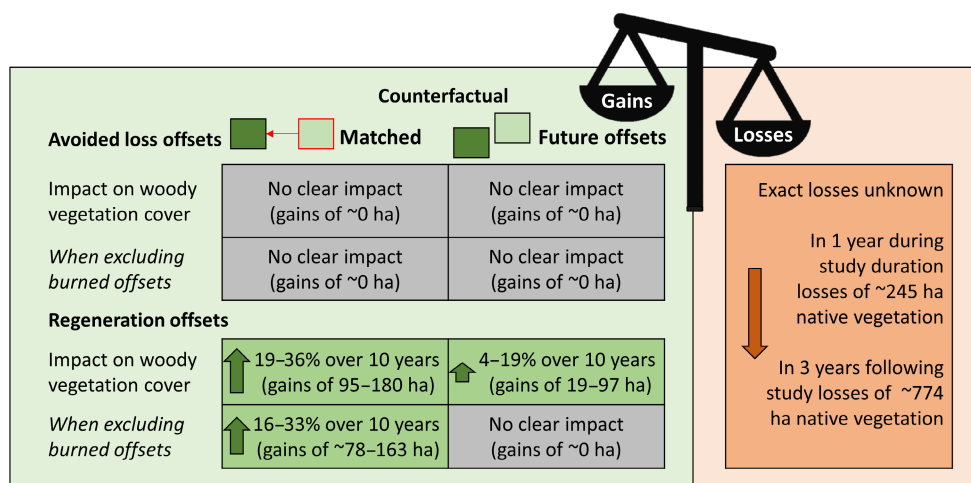 Counterfactual
Gains
Losses
Avoided loss offsets
Matched
Future offsets
Impact on woody
vegetation cover
No clear impact
(gains of ~0 ha)
No clear impact
(gains of ~0 ha)
When excluding
burned offsets
No clear impact
(gains of ~0 ha)
No clear impact
(gains of ~0 ha)
Regeneration offsets
Impact on woody
vegetation cover
19–36% over 10 years
(gains of 95–180 ha)
4–19% over 10 years
(gains of 19–97 ha)
When excluding
burned offsets
16–33% over 10 years
(gains of ~78–163 ha)
No clear impact
(gains of ~0 ha)
Exact losses unknown
In 1 year during
study duration
losses of ~245 ha
native vegetation
In 3 years following
study losses of ~774
ha native vegetation